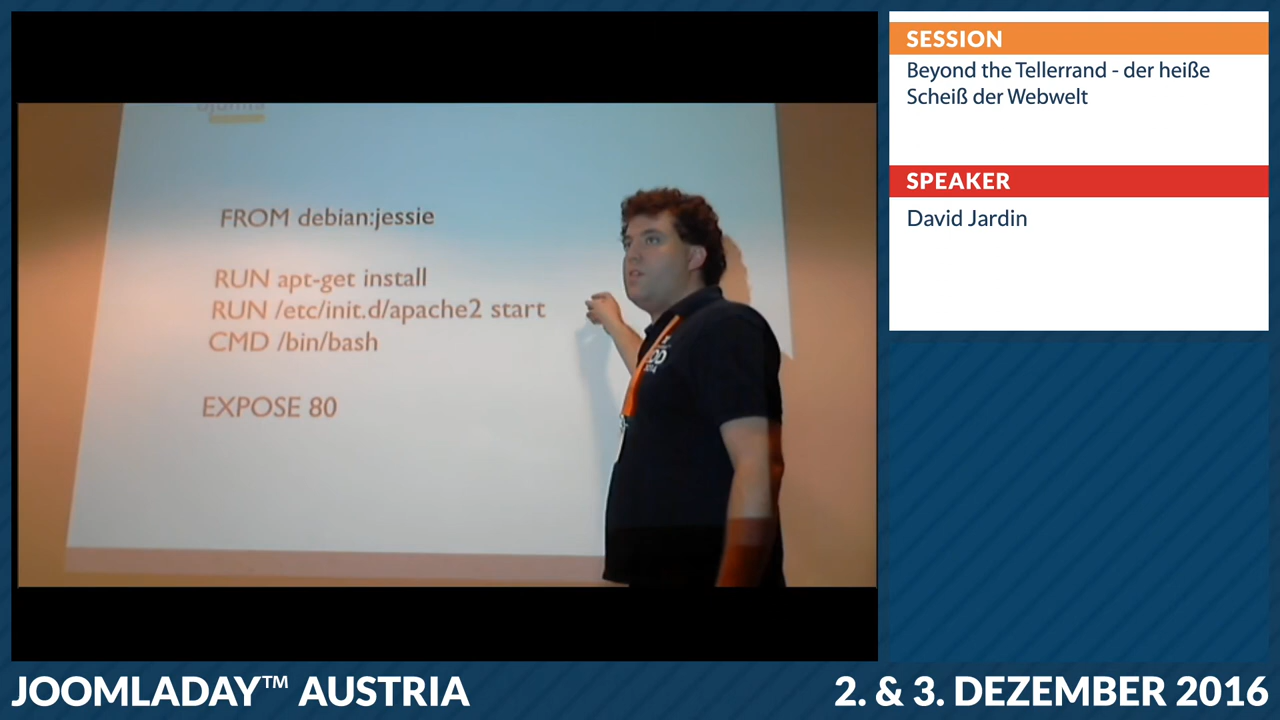 FROM debian:jessie
RUN apt-get install
RUN /etc/init.d/apache2 start
CMD /bin/bash
EXPOSE 80
SESSION
Beyond the Tellerrand - der heiße
Scheiß der Webwelt
SPEAKER
David Jardin
JOOMLADAY™ AUSTRIA
2. & 3. DEZEMBER 2016